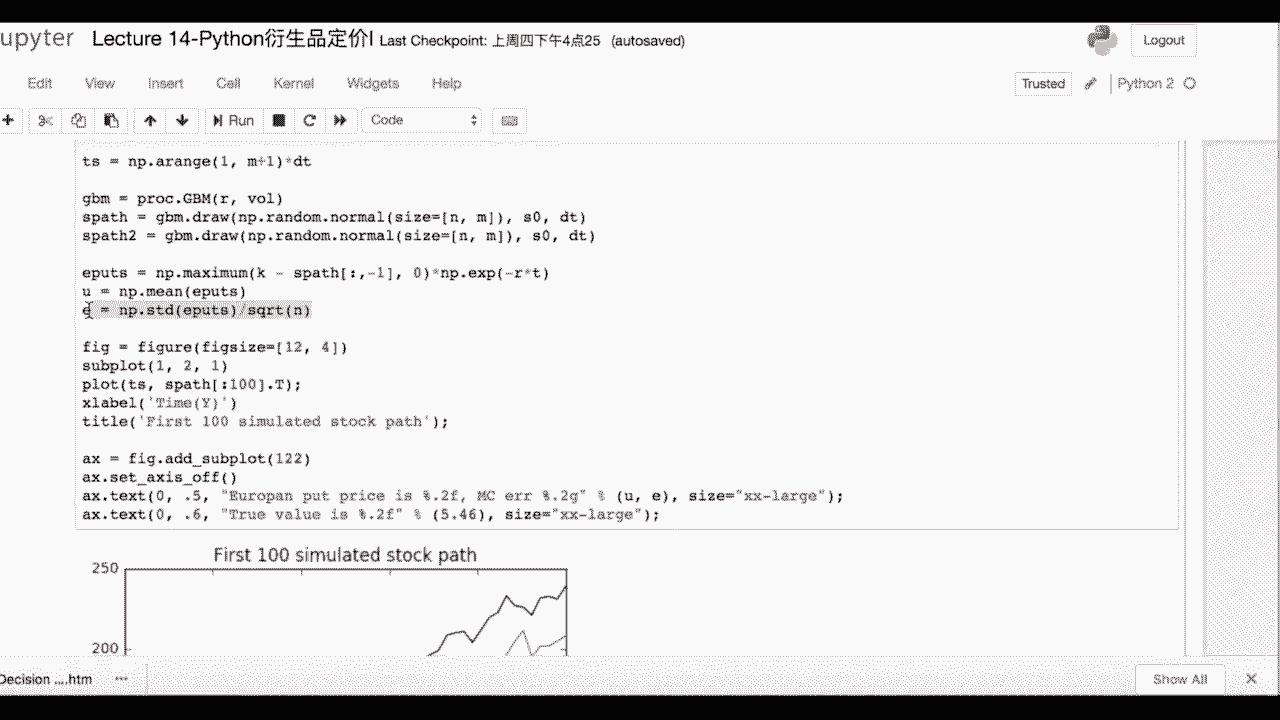 upyter Lecture 14-Python衍生品定价I Last Checkpoint: 上周四下午4点25 (autosaved) Logout
Edit View Insert Cell Kernel Widgets Help Trusted Python 2
Run Code
ts = np.arange(1, m+1)*dt
gbm = proc.GBM(r, vol)
spath = gbm.draw(np.random.normal(size=[n, m]), s0, dt)
spath2 = gbm.draw(np.random.normal(size=[n, m]), s0, dt)
eputs = np.maximum(k - spath[:,-1], 0)*np.exp(-r*t)
u = np.mean(eputs)
e = np.std(eputs)/sqrt(n)
fig = figure(figsize=[12, 4])
subplot(1, 2, 1)
plot(ts, spath[:100].T);
xlabel('Time(Y)')
title('First 100 simulated stock path');
ax = fig.add_subplot(122)
ax.set_axis_off()
ax.text(0, .5, "Europan put price is %.2f, MC err %.2g" % (u, e), size="xx-large");
ax.text(0, .6, "True value is %.2f" % (5.46), size="xx-large");
First 100 simulated stock path
250
200
Decision ....htm Show All